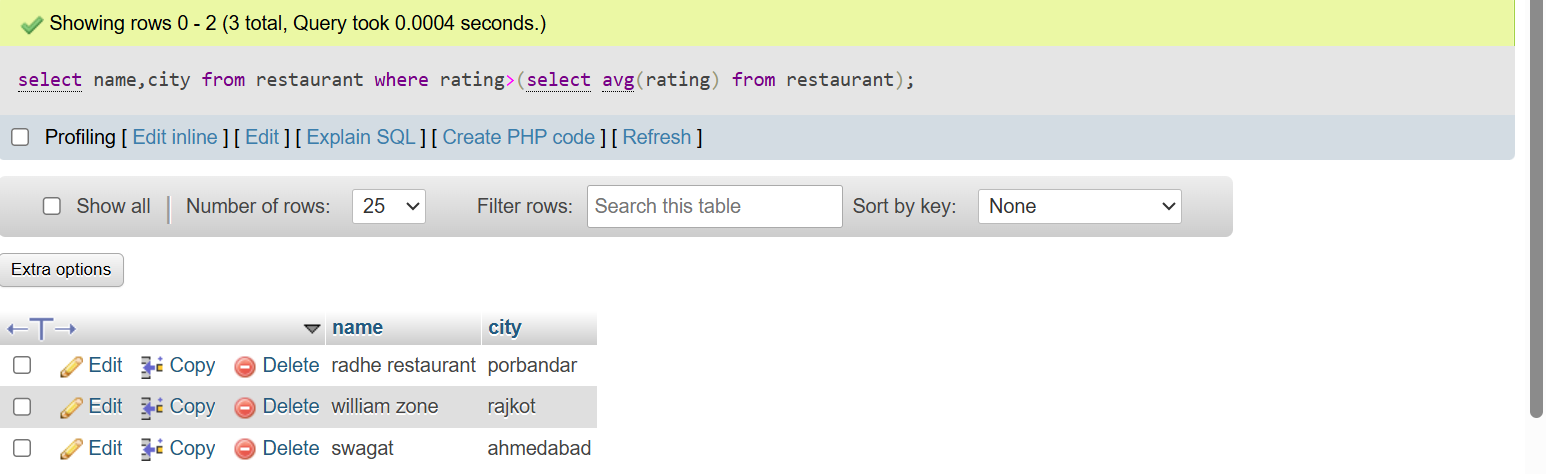 Showing rows 0 - 2 (3 total, Query took 0.0004 seconds.)
select name,city from restaurant where rating>(select avg(rating) from restaurant);
Profiling [ Edit inline ] [ Edit ] [ Explain SQL ] [ Create PHP code ] [ Refresh ]
Show all | Number of rows: 25 Filter rows: Search this table Sort by key: None
Extra options
←T→ name city
Edit Copy Delete radhe restaurant porbandar
Edit Copy Delete william zone rajkot
Edit Copy Delete swagat ahmedabad